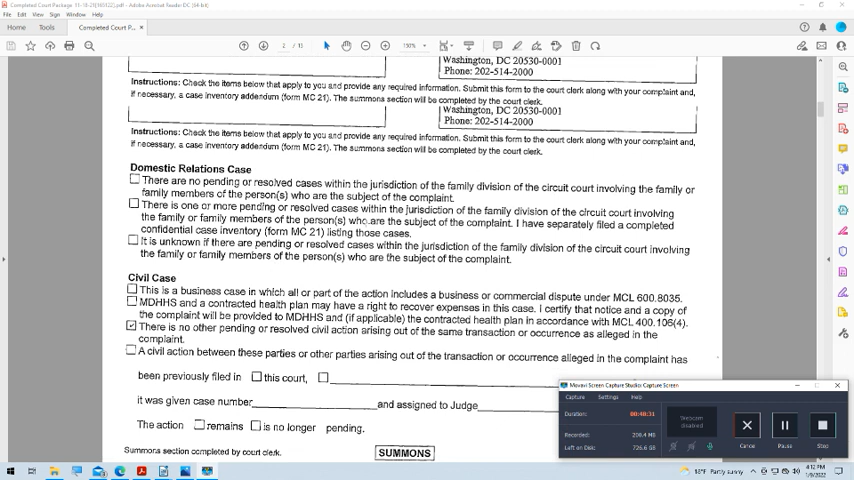 Completed Court Package 11-18-21(165422).pdf - Adobe Acrobat Reader DC (64-bit)
File Edit View Sign Window Help
Home Tools Completed Court P... ×
2 / 13 150%
Washington, DC 20530-0001
Phone: 202-514-2000
Instructions: Check the items below that apply to you and provide any required information. Submit this form to the court clerk along with your complaint and,
if necessary, a case inventory addendum (form MC 21). The summons section will be completed by the court clerk.
Washington, DC 20530-0001
Phone: 202-514-2000
Instructions: Check the items below that apply to you and provide any required information. Submit this form to the court clerk along with your complaint and,
if necessary, a case inventory addendum (form MC 21). The summons section will be completed by the court clerk.
Domestic Relations Case
There are no pending or resolved cases within the jurisdiction of the family division of the circuit court involving the family or
family members of the person(s) who are the subject of the complaint.
There is one or more pending or resolved cases within the jurisdiction of the family division of the circuit court involving
the family or family members of the person(s) who are the subject of the complaint. I have separately filed a completed
confidential case inventory (form MC 21) listing those cases.
It is unknown if there are pending or resolved cases within the jurisdiction of the family division of the circuit court involving
the family or family members of the person(s) who are the subject of the complaint.
Civil Case
This is a business case in which all or part of the action includes a business or commercial dispute under MCL 600.8035.
MDHHS and a contracted health plan may have a right to recover expenses in this case. I certify that notice and a copy of
the complaint will be provided to MDHHS and (if applicable) the contracted health plan in accordance with MCL 400.106(4).
There is no other pending or resolved civil action arising out of the same transaction or occurrence as alleged in the
complaint.
A civil action between these parties or other parties arising out of the transaction or occurrence alleged in the complaint has
been previously filed in this court,
it was given case number and assigned to Judge
The action remains is no longer pending.
Summons section completed by court clerk. SUMMONS
Movavi Screen Capture Studio: Capture Screen
Capture Settings Help
Duration: 00:48:31
Recorded: 208.4 MB
Left on Disk: 726.6 GB
Webcam
disabled
Cancel Pause Stop
18°F Partly sunny
4:12 PM
1/9/2022